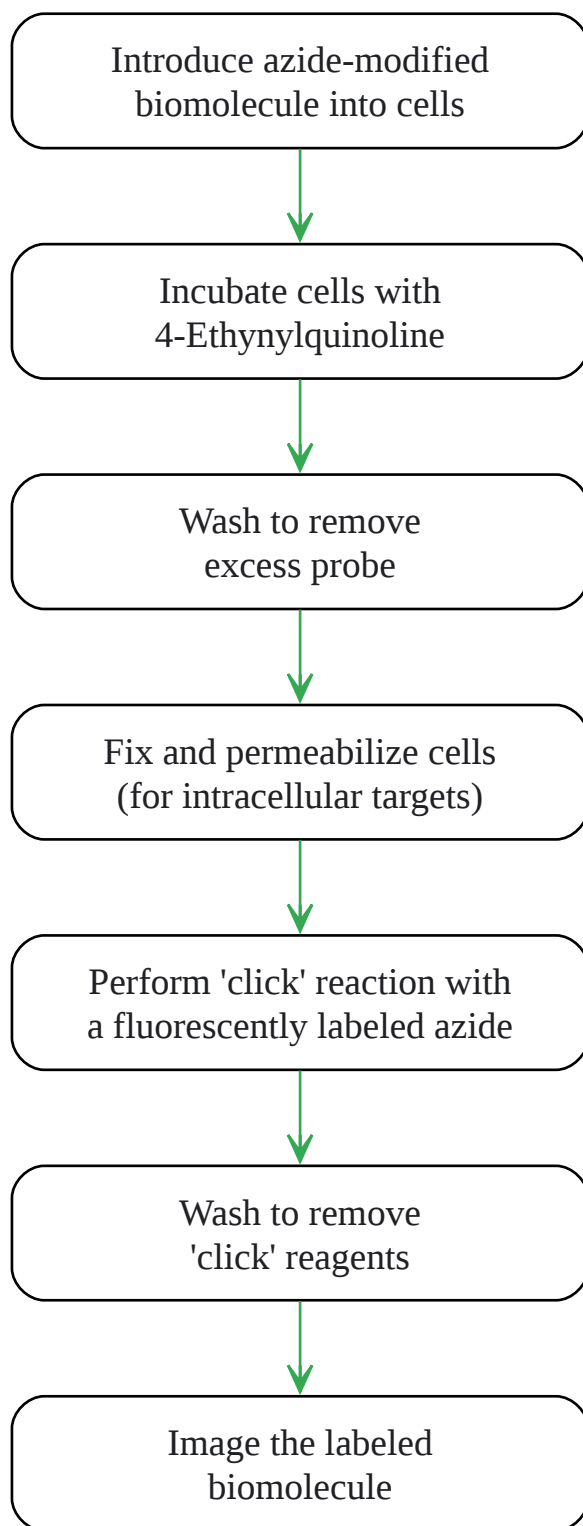 Introduce azide-modified
biomolecule into cells
Incubate cells with
4-Ethynylquinoline
Wash to remove
excess probe
Fix and permeabilize cells
(for intracellular targets)
Perform 'click' reaction with
a fluorescently labeled azide
Wash to remove
'click' reagents
Image the labeled
biomolecule